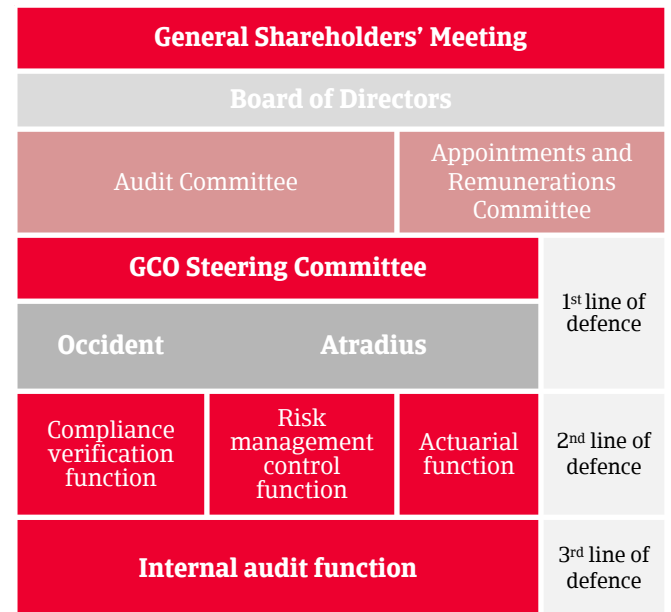 General Shareholders’ Meeting
Board of Directors
Audit Committee
Appointments and
Remunerations
Committee
GCO Steering Committee
1st line of
defence
Occident
Atradius
Compliance
verification
function
Risk
management
control
function
Actuarial
function
2nd line of
defence
Internal audit function
3rd line of
defence